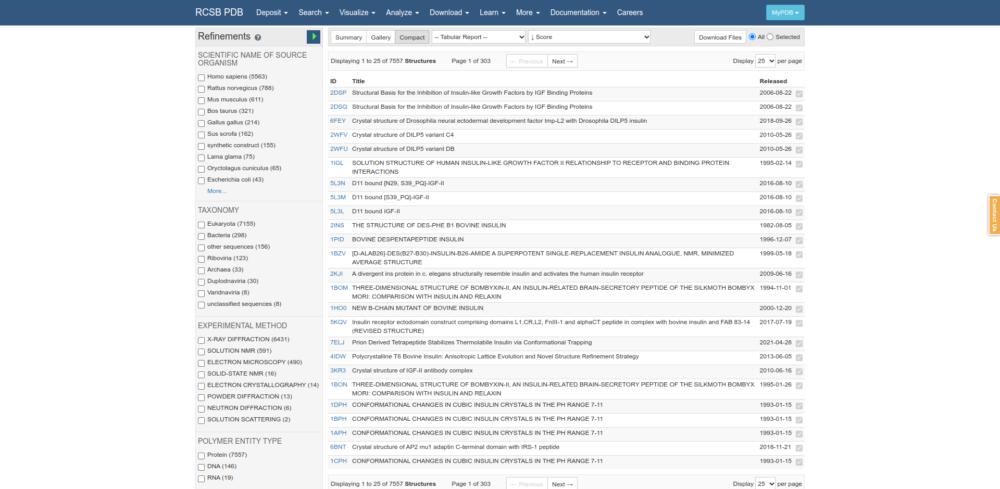 RCSB PDB Deposit Search Visualize Analyze Download Learn More Documentation Careers MyPDB
Refinements ?
SCIENTIFIC NAME OF SOURCE
ORGANISM
Homo sapiens (5563)
Rattus norvegicus (788)
Mus musculus (611)
Bos taurus (321)
Gallus gallus (214)
Sus scrofa (162)
synthetic construct (155)
Lama glama (75)
Oryctolagus cuniculus (65)
Escherichia coli (43)
More...
TAXONOMY
Eukaryota (7155)
Bacteria (298)
other sequences (156)
Riboviria (123)
Archaea (33)
Duplodnaviria (30)
Varidnaviria (8)
unclassified sequences (8)
EXPERIMENTAL METHOD
X-RAY DIFFRACTION (6431)
SOLUTION NMR (591)
ELECTRON MICROSCOPY (490)
SOLID-STATE NMR (16)
ELECTRON CRYSTALLOGRAPHY (14)
POWDER DIFFRACTION (13)
NEUTRON DIFFRACTION (6)
SOLUTION SCATTERING (2)
POLYMER ENTITY TYPE
Protein (7557)
DNA (146)
RNA (19)
Summary Gallery Compact -- Tabular Report -- ↓ Score Download Files All Selected
Displaying 1 to 25 of 7557 Structures Page 1 of 303 ← Previous Next → Display 25 per page
ID Title Released
2DSP Structural Basis for the Inhibition of Insulin-like Growth Factors by IGF Binding Proteins 2006-08-22
2DSQ Structural Basis for the Inhibition of Insulin-like Growth Factors by IGF Binding Proteins 2006-08-22
6FEY Crystal structure of Drosophila neural ectodermal development factor Imp-L2 with Drosophila DILP5 insulin 2018-09-26
2WFV Crystal structure of DILP5 variant C4 2010-05-26
2WFU Crystal structure of DILP5 variant DB 2010-05-26
1IGL SOLUTION STRUCTURE OF HUMAN INSULIN-LIKE GROWTH FACTOR II RELATIONSHIP TO RECEPTOR AND BINDING PROTEIN 1995-02-14
INTERACTIONS
5L3N D11 bound [N29, S39_PQ]-IGF-II 2016-08-10
5L3M D11 bound [S39_PQ]-IGF-II 2016-08-10
5L3L D11 bound IGF-II 2016-08-10
2INS THE STRUCTURE OF DES-PHE B1 BOVINE INSULIN 1982-08-05
1PID BOVINE DESPENTAPEPTIDE INSULIN 1996-12-07
1BZV [D-ALAB26]-DES(B27-B30)-INSULIN-B26-AMIDE A SUPERPOTENT SINGLE-REPLACEMENT INSULIN ANALOGUE, NMR, MINIMIZED 1999-05-18
AVERAGE STRUCTURE
2KJI A divergent ins protein in c. elegans structurally resemble insulin and activates the human insulin receptor 2009-06-16
1BOM THREE-DIMENSIONAL STRUCTURE OF BOMBYXIN-II, AN INSULIN-RELATED BRAIN-SECRETORY PEPTIDE OF THE SILKMOTH BOMBYX 1994-11-01
MORI: COMPARISON WITH INSULIN AND RELAXIN
1HO0 NEW B-CHAIN MUTANT OF BOVINE INSULIN 2000-12-20
5KQV Insulin receptor ectodomain construct comprising domains L1,CR,L2, FnIII-1 and alphaCT peptide in complex with bovine insulin and FAB 83-14 2017-07-19
(REVISED STRUCTURE)
7ELJ Prion Derived Tetrapeptide Stabilizes Thermolabile Insulin via Conformational Trapping 2021-04-28
4IDW Polycrystalline T6 Bovine Insulin: Anisotropic Lattice Evolution and Novel Structure Refinement Strategy 2013-06-05
3KR3 Crystal structure of IGF-II antibody complex 2010-06-16
1BON THREE-DIMENSIONAL STRUCTURE OF BOMBYXIN-II, AN INSULIN-RELATED BRAIN-SECRETORY PEPTIDE OF THE SILKMOTH BOMBYX 1995-01-26
MORI: COMPARISON WITH INSULIN AND RELAXIN
1DPH CONFORMATIONAL CHANGES IN CUBIC INSULIN CRYSTALS IN THE PH RANGE 7-11 1993-01-15
1BPH CONFORMATIONAL CHANGES IN CUBIC INSULIN CRYSTALS IN THE PH RANGE 7-11 1993-01-15
1APH CONFORMATIONAL CHANGES IN CUBIC INSULIN CRYSTALS IN THE PH RANGE 7-11 1993-01-15
6BNT Crystal structure of AP2 mu1 adaptin C-terminal domain with IRS-1 peptide 2018-11-21
1CPH CONFORMATIONAL CHANGES IN CUBIC INSULIN CRYSTALS IN THE PH RANGE 7-11 1993-01-15
Displaying 1 to 25 of 7557 Structures Page 1 of 303 ← Previous Next → Display 25 per page
Contact Us